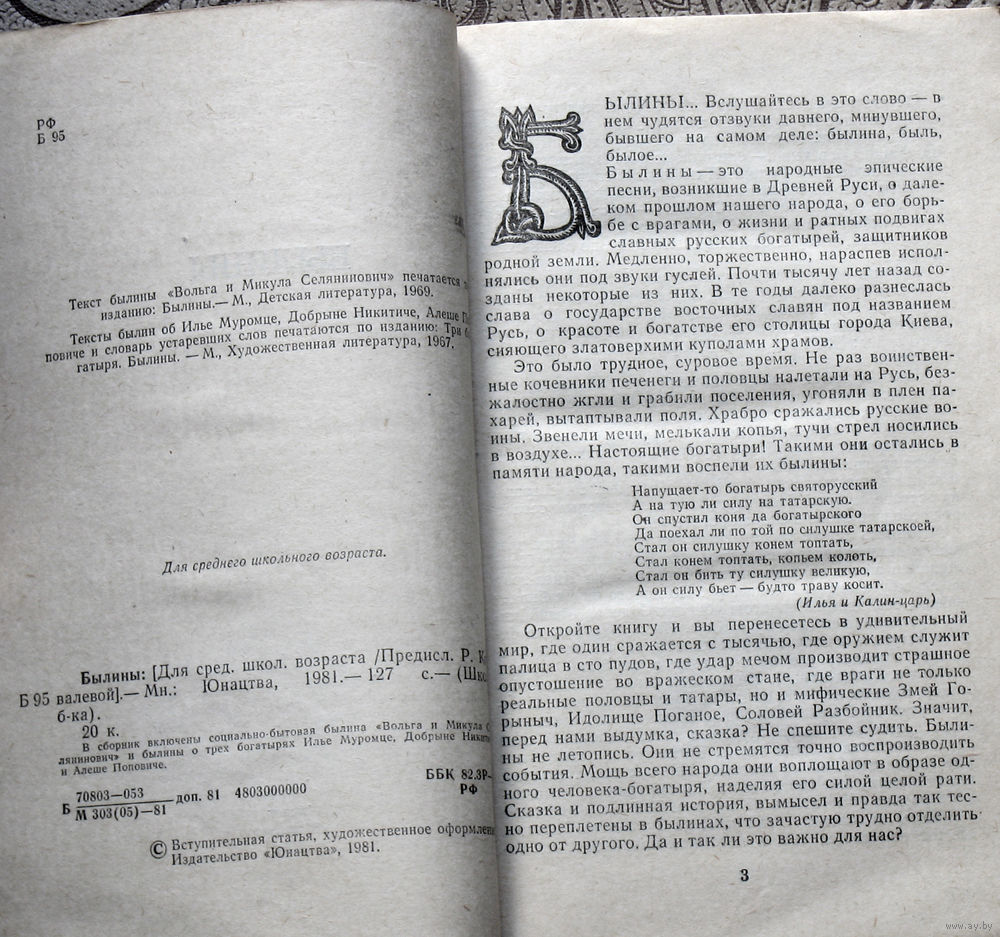 РФ
Б 95
Текст былины «Вольга и Микула Селянинович» печатается
изданию: Былины.— М., Детская литература, 1969.
Тексты былин об Илье Муромце, Добрыне Никитиче, Алеше
повиче и словарь устаревших слов печатаются по изданию: Три
гатыря. Былины. — М., Художественная литература, 1967.
Для среднего школьного возраста.
Былины: [Для сред. школ. возраста /Предисл. Р.
Б 95 валевой].— Мн.: Юнацтва, 1981.— 127 с.— (Шко
б-ка).
20 к.
В сборник включены социально-бытовая былина «Вольга и Микула
лянинович» и былины о трех богатырях Илье Муромце, Добрыне Никити
и Алеше Поповиче.
Б 70803—053
М 303(05)—81 доп. 81 4803000000
ББК 82.3Р
РФ
© Вступительная статья, художественное оформлен
Издательство «Юнацтва», 1981.
БЫЛИНЫ... Вслушайтесь в это слово — в
нем чудятся отзвуки давнего, минувшего,
бывшего на самом деле: былина, быль,
былое...
Былины — это народные эпические
песни, возникшие в Древней Руси, о дале-
ком прошлом нашего народа, о его борь-
бе с врагами, о жизни и ратных подвигах
славных русских богатырей, защитников
родной земли. Медленно, торжественно, нараспев испол-
нялись они под звуки гуслей. Почти тысячу лет назад со-
зданы некоторые из них. В те годы далеко разнеслась
слава о государстве восточных славян под названием
Русь, о красоте и богатстве его столицы города Киева,
сияющего златоверхими куполами храмов.
Это было трудное, суровое время. Не раз воинствен-
ные кочевники печенеги и половцы налетали на Русь, без-
жалостно жгли и грабили поселения, угоняли в плен па-
харей, вытаптывали поля. Храбро сражались русские во-
ины. Звенели мечи, мелькали копья, тучи стрел носились
в воздухе... Настоящие богатыри! Такими они остались в
памяти народа, такими воспели их былины:
Напущает-то богатырь святорусский
А на тую ли силу на татарскую.
Он спустил коня да богатырского
Да поехал ли по той по силушке татарскоей,
Стал он силушку конем топтать,
Стал конем топтать, копьем колоть,
Стал он бить ту силушку великую,
А он силу бьет — будто траву косит.
(Илья и Калин-царь)
Откройте книгу и вы перенесетесь в удивительный
мир, где один сражается с тысячью, где оружием служит
палица в сто пудов, где удар мечом производит страшное
опустошение во вражеском стане, где враги не только
реальные половцы и татары, но и мифические Змей Го-
рыныч, Идолище Поганое, Соловей Разбойник. Значит,
перед нами выдумка, сказка? Не спешите судить. Были-
ны не летопись. Они не стремятся точно воспроизводить
события. Мощь всего народа они воплощают в образе од-
ного человека-богатыря, наделяя его силой целой рати.
Сказка и подлинная история, вымысел и правда так тес-
но переплетены в былинах, что зачастую трудно отделить
одно от другого. Да и так ли это важно для нас?
3
www.ay.by